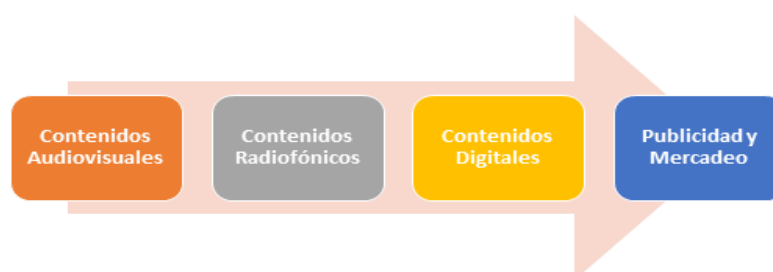 Contenidos
Audiovisuales
Contenidos
Radiofónicos
Contenidos
Digitales
Publicidad y
Mercadeo